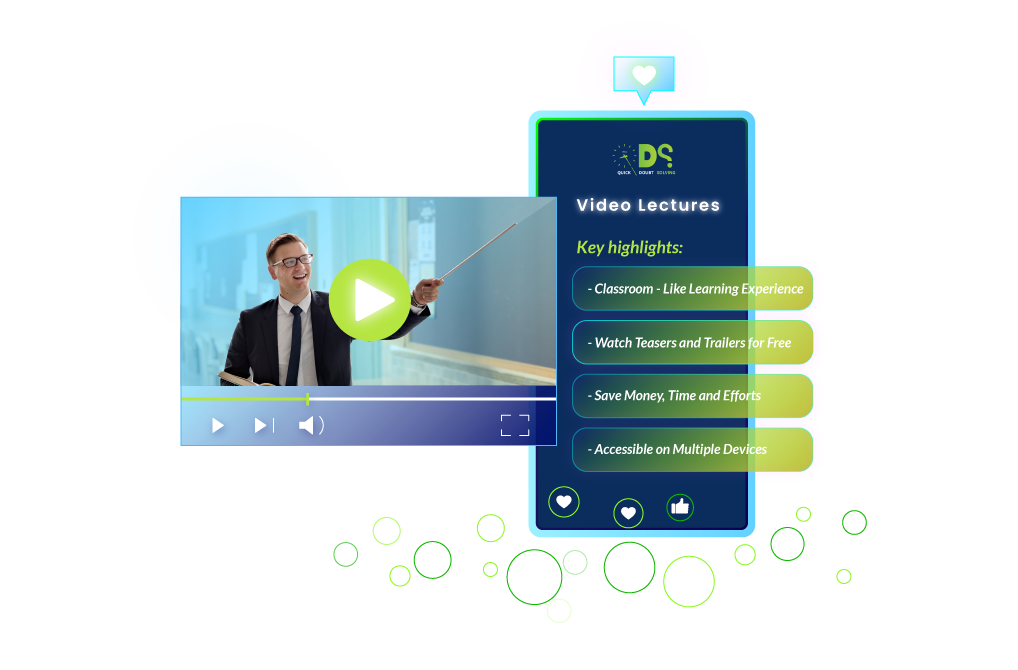 DS
QUICK DOUBT SOLVING
Video Lectures
Key highlights:
- Classroom - Like Learning Experience
- Watch Teasers and Trailers for Free
- Save Money, Time and Efforts
- Accessible on Multiple Devices